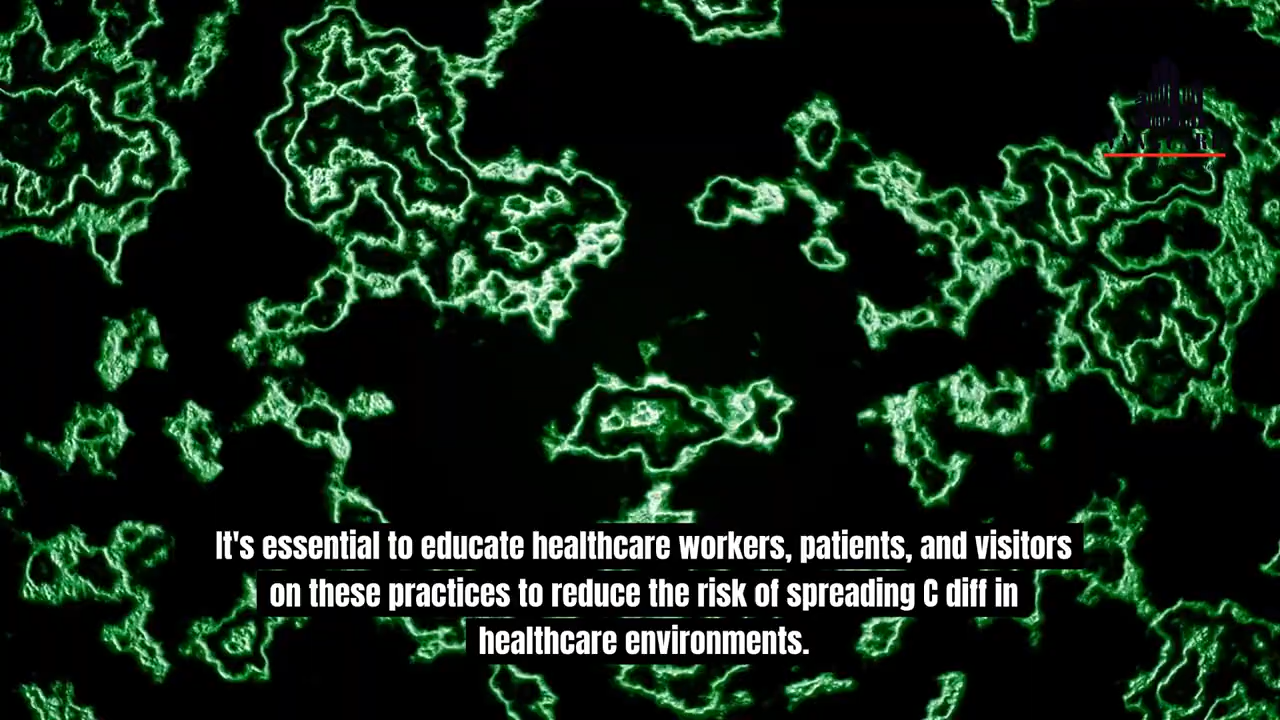 It's essential to educate healthcare workers, patients, and visitors
on these practices to reduce the risk of spreading C diff in
healthcare environments.